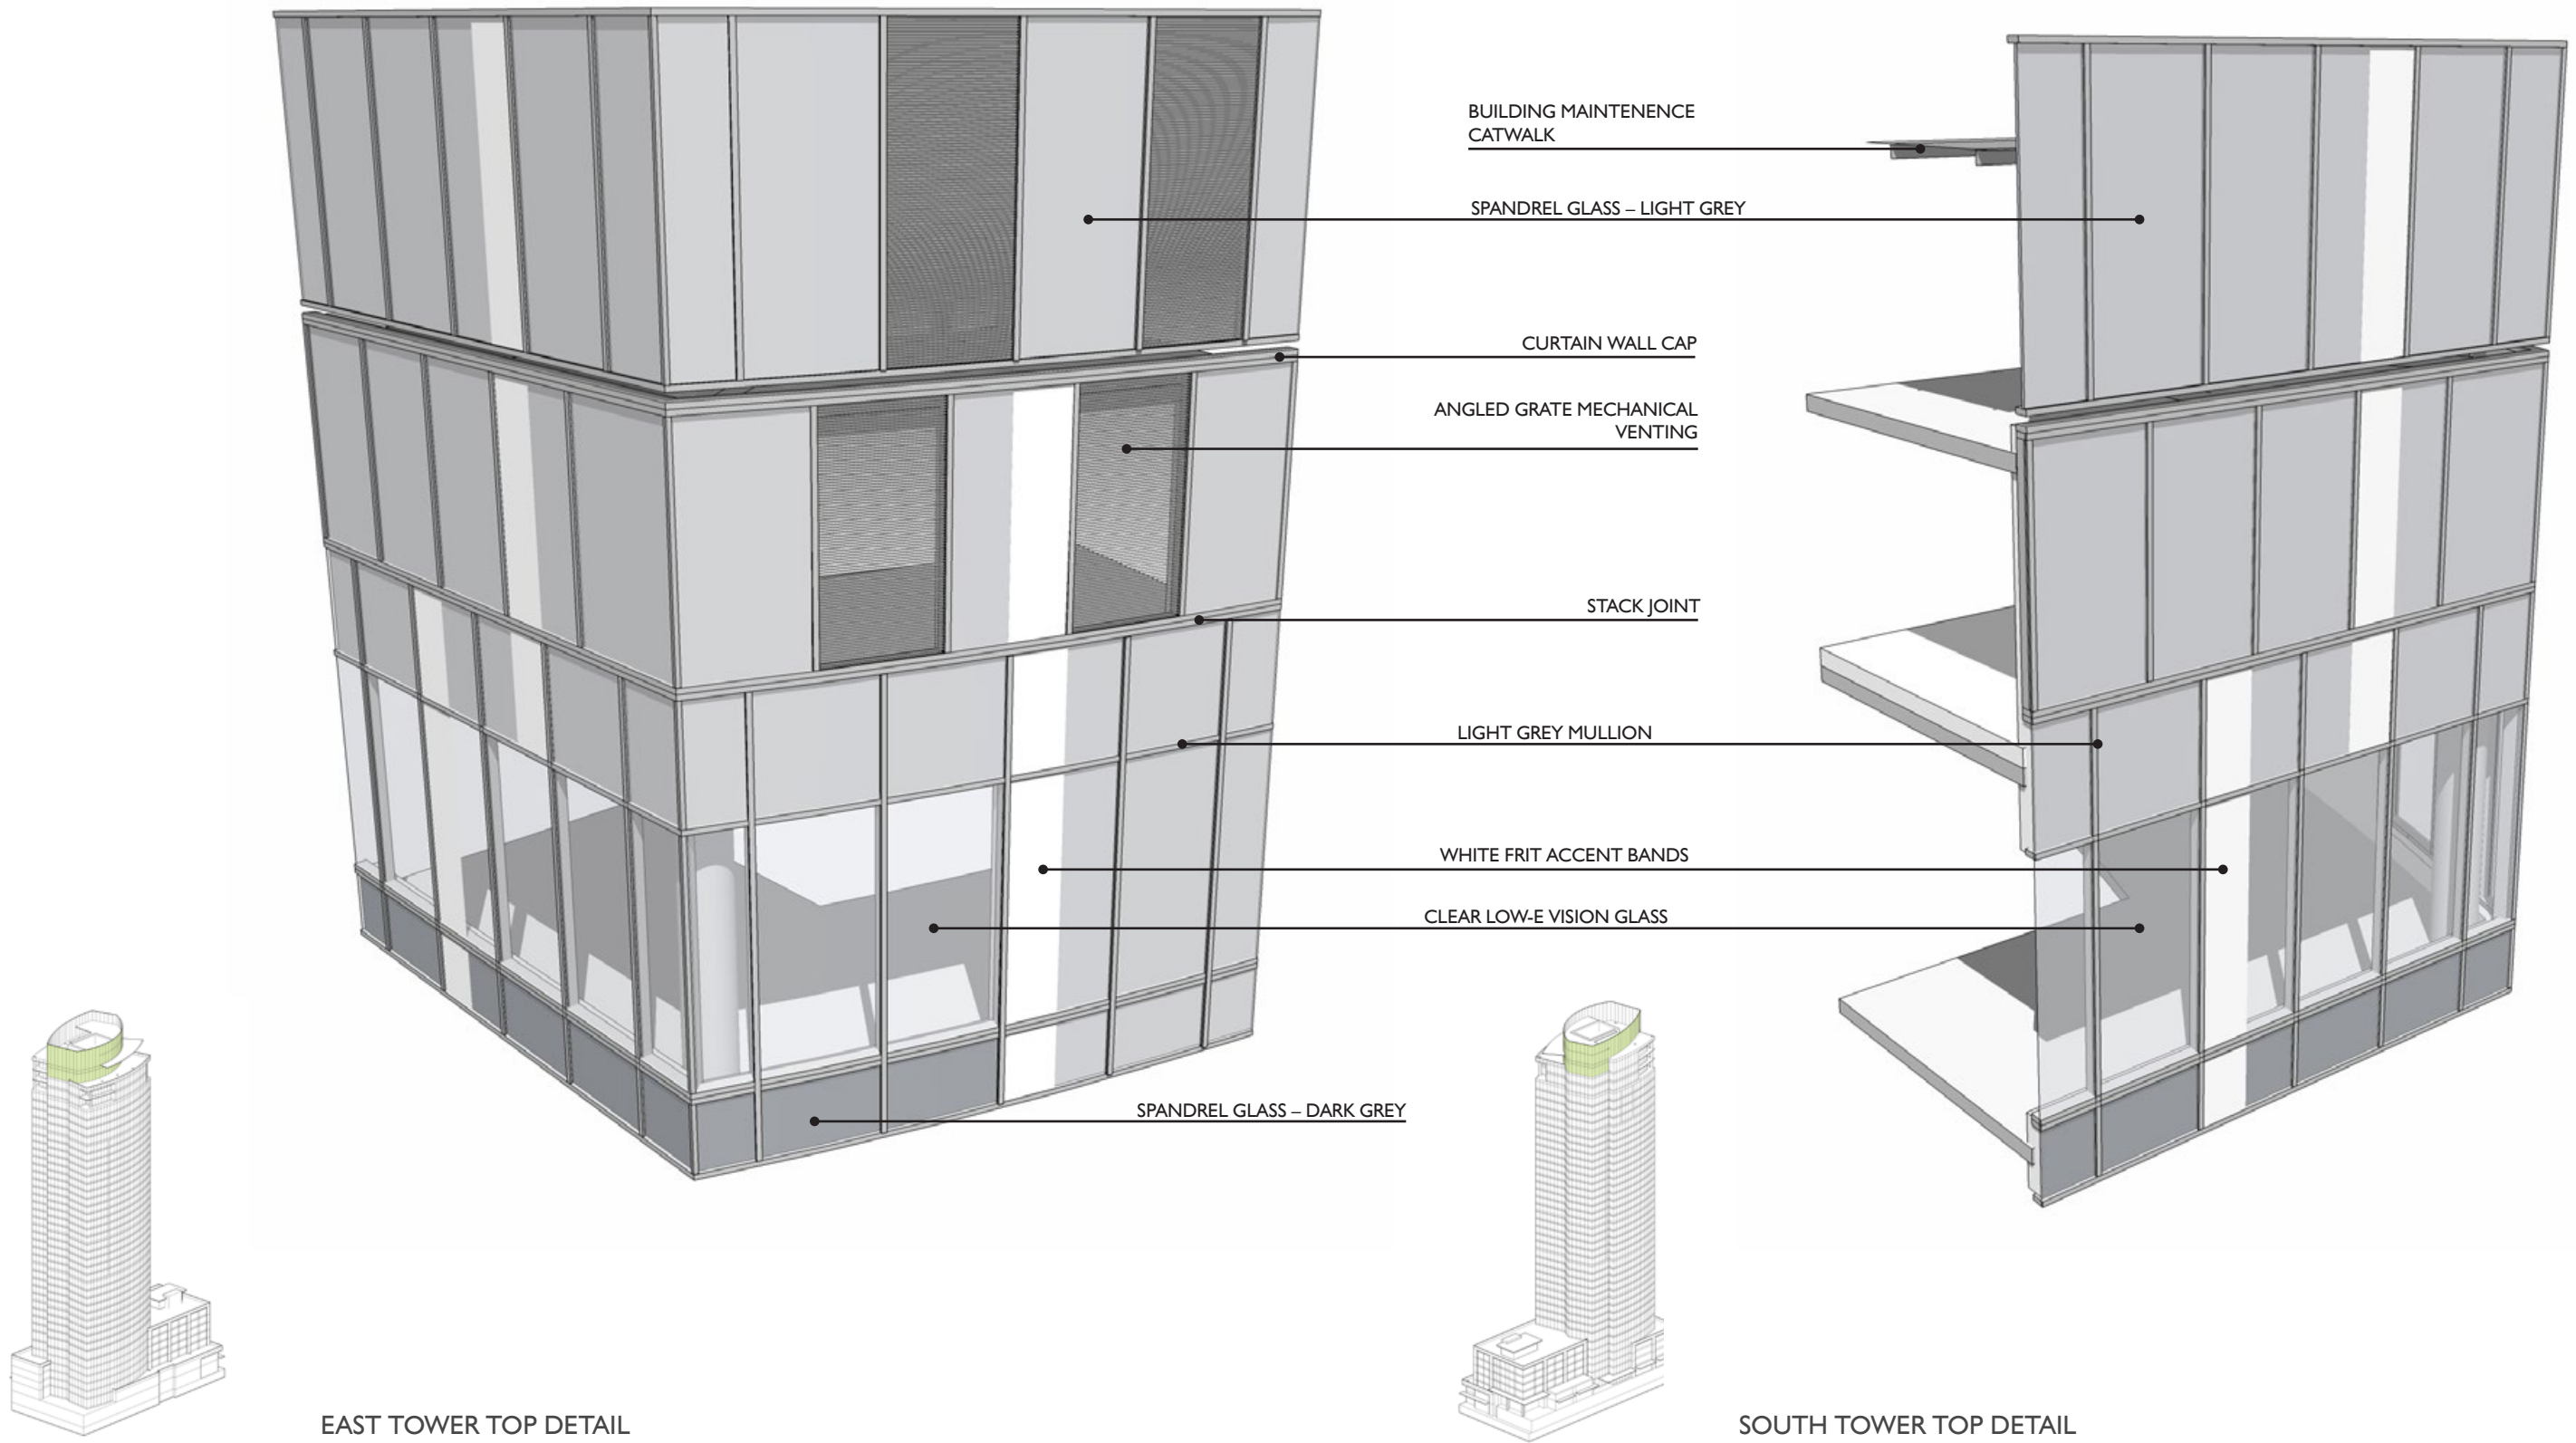 BUILDING MAINTENENCE
CATWALK
SPANDREL GLASS – LIGHT GREY
CURTAIN WALL CAP
ANGLED GRATE MECHANICAL
VENTING
STACK JOINT
LIGHT GREY MULLION
WHITE FRIT ACCENT BANDS
CLEAR LOW-E VISION GLASS
SPANDREL GLASS – DARK GREY
EAST TOWER TOP DETAIL
SOUTH TOWER TOP DETAIL